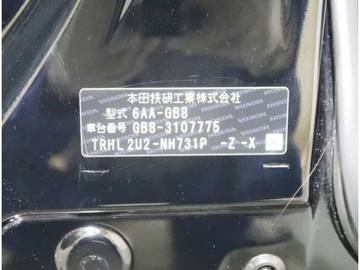 本田技研工業株式会社
型式 6AA-GB8
車台番号 GB8-3107775
TRHL 2U2-NH731P -Z -X